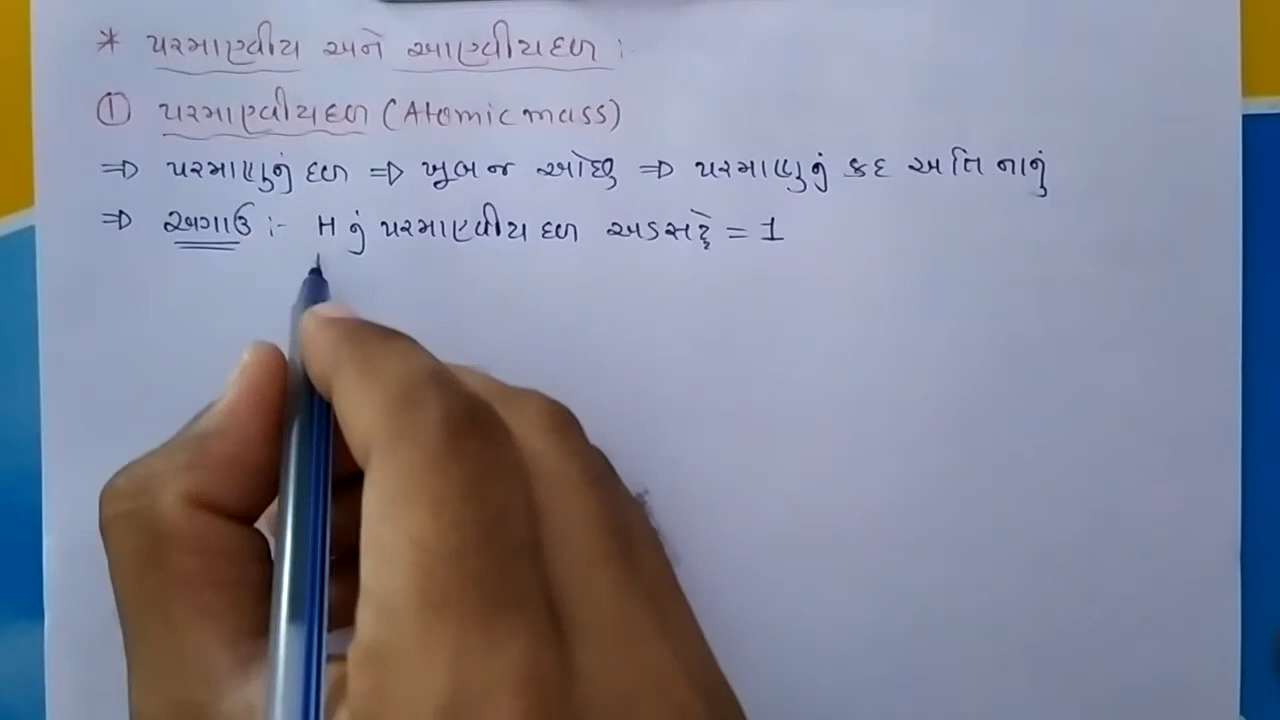 * પરમાણ્વીય અને આણ્વીયદળ :
① પરમાણ્વીયદળ (Atomic mass)
⇒ પરમાણુનું દળ ⇒ ખુબ જ ઓછુ ⇒ પરમાણુનું કદ અતિ નાનું
⇒ અગાઉ :- H નું પરમાણ્વીય દળ અડસટ્ટે = 1